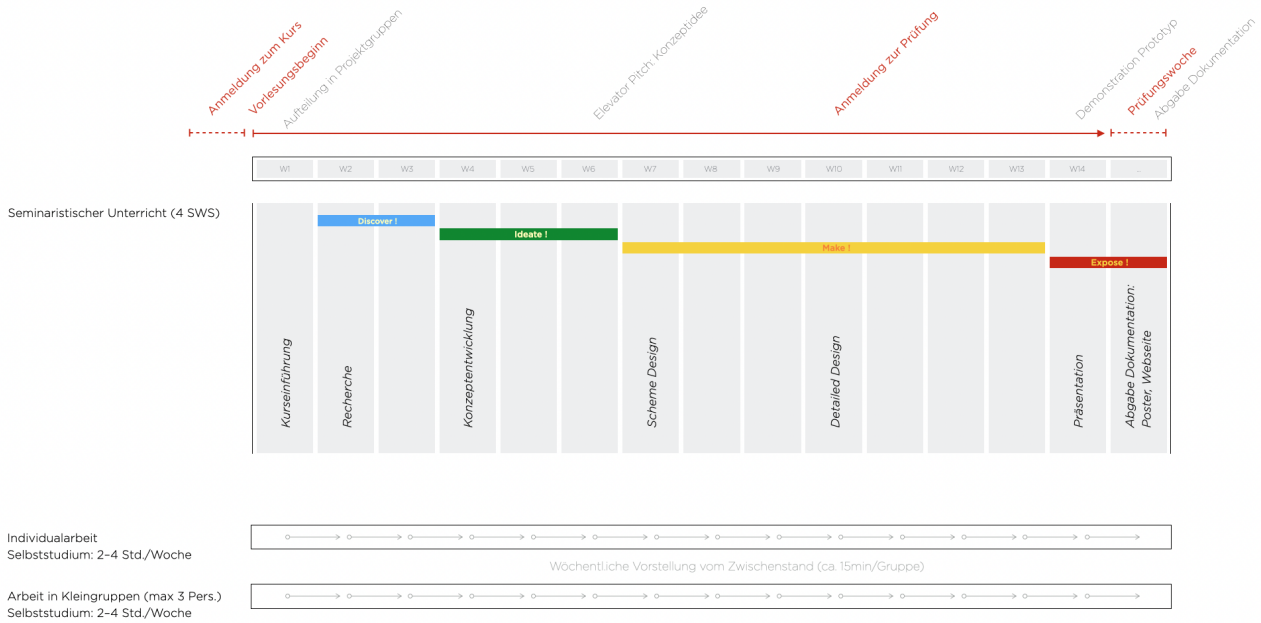 Anmeldung zum Kurs
Vorlesungsbeginn
Aufteilung in Projektgruppen
Elevator Pitch: Konzeptidee
Anmeldung zur Prüfung
Demonstration Prototyp
Prüfungswoche
Abgabe Dokumentation
W1 W2 W3 W4 W5 W6 W7 W8 W9 W10 W11 W12 W13 W14 ..
Seminaristischer Unterricht (4 SWS)
Discover !
Ideate !
Make !
Expose !
Kurseinführung
Recherche
Konzeptentwicklung
Scheme Design
Detailed Design
Präsentation
Abgabe Dokumentation:
Poster, Webseite
Individualarbeit
Selbststudium: 2–4 Std./Woche
Wöchentliche Vorstellung vom Zwischenstand (ca. 15min/Gruppe)
Arbeit in Kleingruppen (max 3 Pers.)
Selbststudium: 2–4 Std./Woche